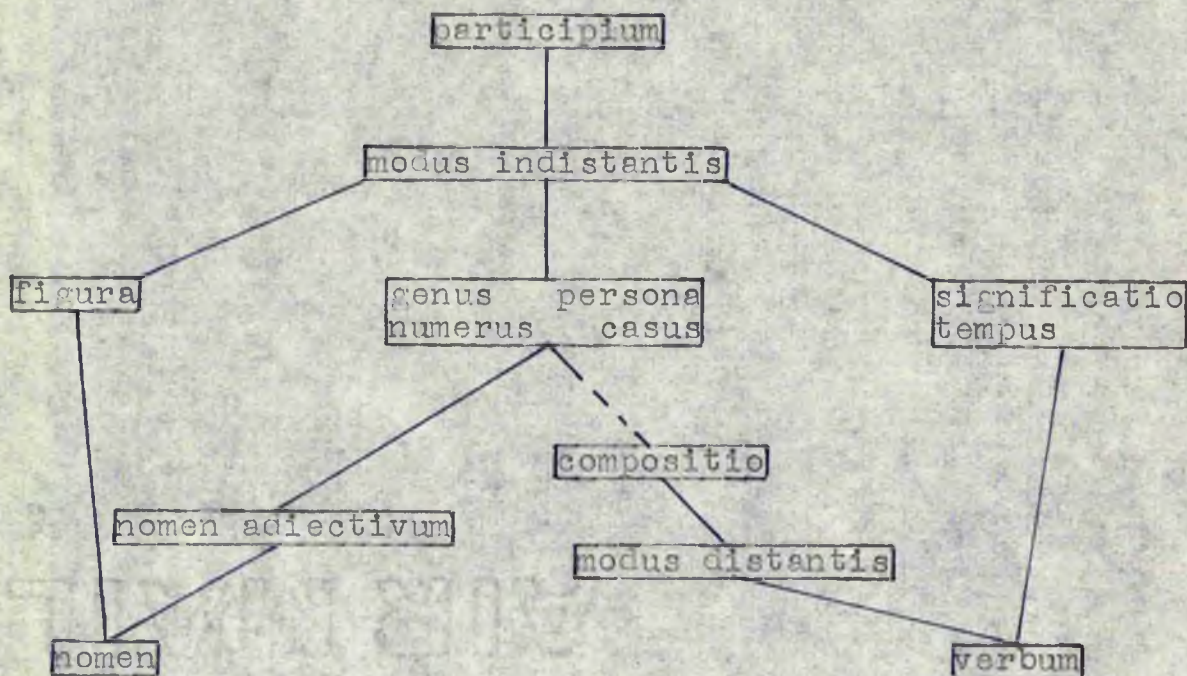 participium
modus indistantis
figura
genus persona
numerus casus
significatio
tempus
compositio
nomen adiectivum
modus distantis
nomen
verbum